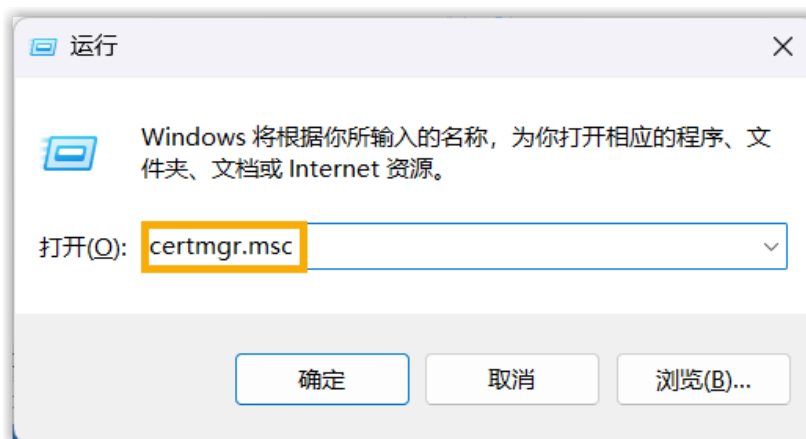 运行
Windows 将根据你所输入的名称，为你打开相应的程序、文
件夹、文档或 Internet 资源。
打开(O): certmgr.msc
确定 取消 浏览(B)...